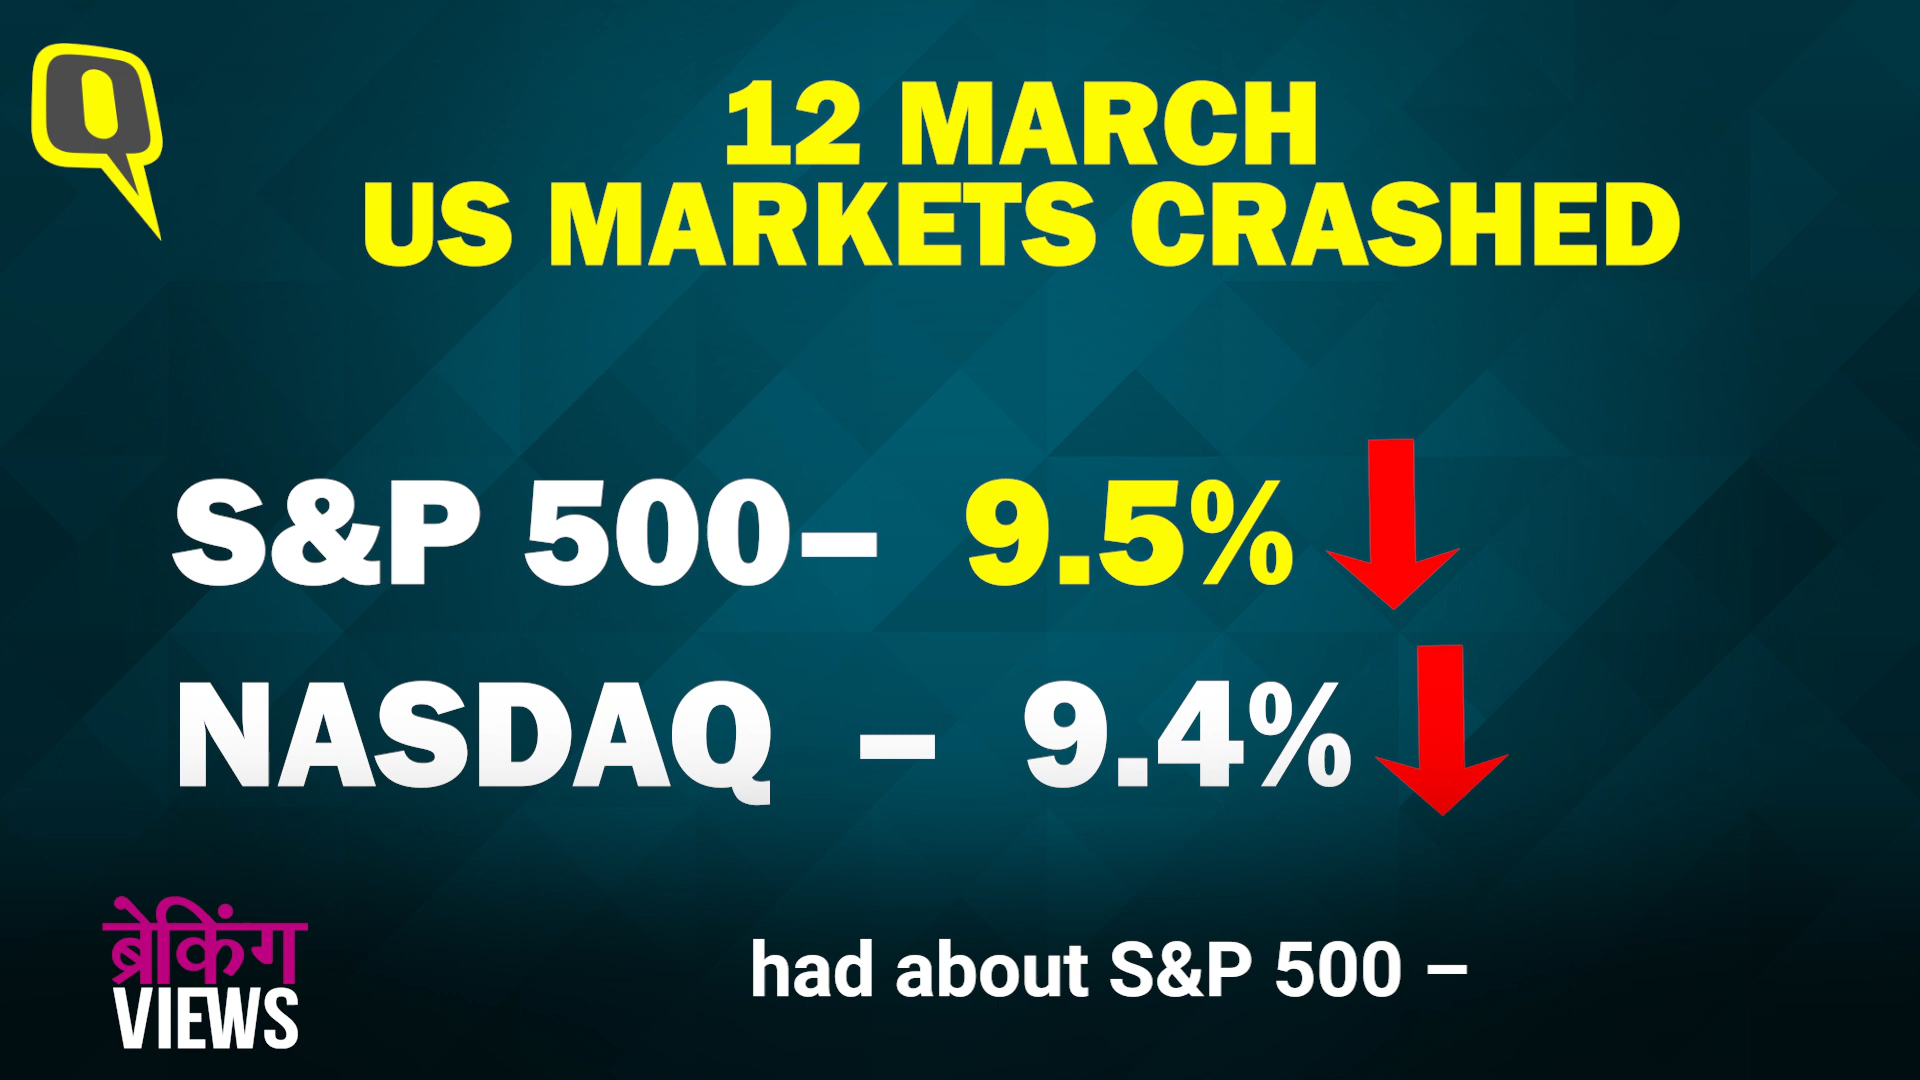 Q
12 MARCH
US MARKETS CRASHED
S&P 500– 9.5%
NASDAQ – 9.4%
ब्रेकिंग
VIEWS
had about S&P 500 –